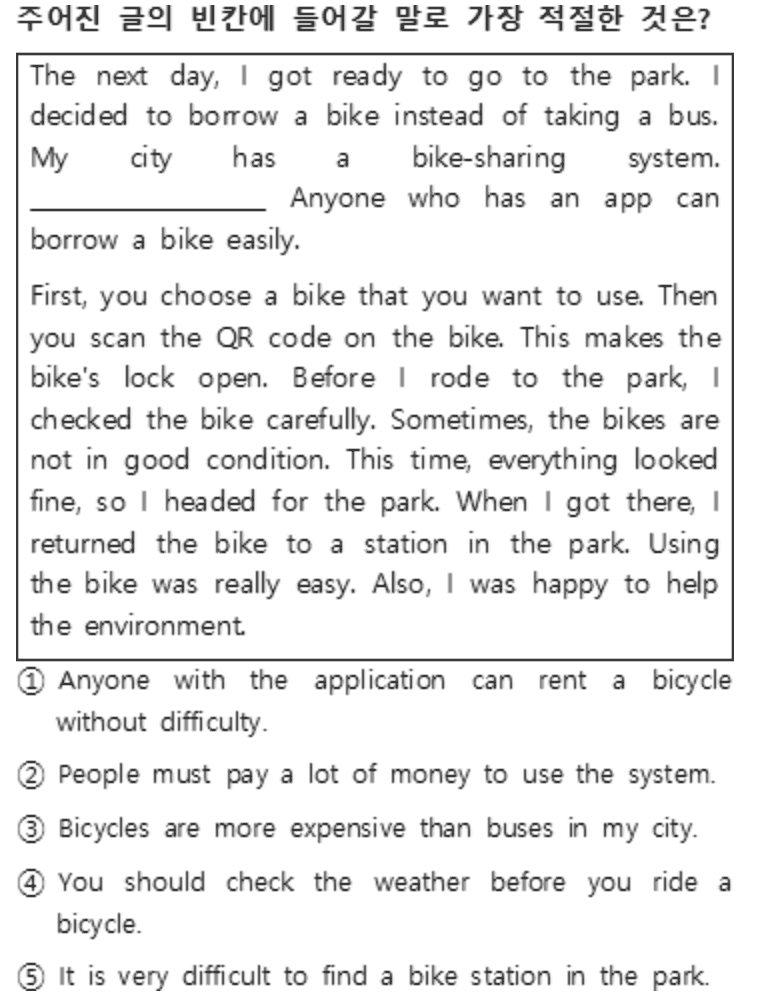 주어진 글의 빈칸에 들어갈 말로 가장 적절한 것은?
The next day, I got ready to go to the park. I
decided to borrow a bike instead of taking a bus.
My city has a bike-sharing system.
__________________ Anyone who has an app can
borrow a bike easily.
First, you choose a bike that you want to use. Then
you scan the QR code on the bike. This makes the
bike's lock open. Before I rode to the park, I
checked the bike carefully. Sometimes, the bikes are
not in good condition. This time, everything looked
fine, so I headed for the park. When I got there, I
returned the bike to a station in the park. Using
the bike was really easy. Also, I was happy to help
the environment.
① Anyone with the application can rent a bicycle
without difficulty.
② People must pay a lot of money to use the system.
③ Bicycles are more expensive than buses in my city.
④ You should check the weather before you ride a
bicycle.
⑤ It is very difficult to find a bike station in the park.